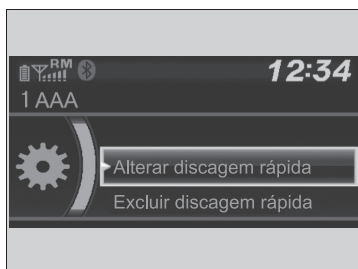 RM 12:34
1 AAA
Alterar discagem rápida
Excluir discagem rápida